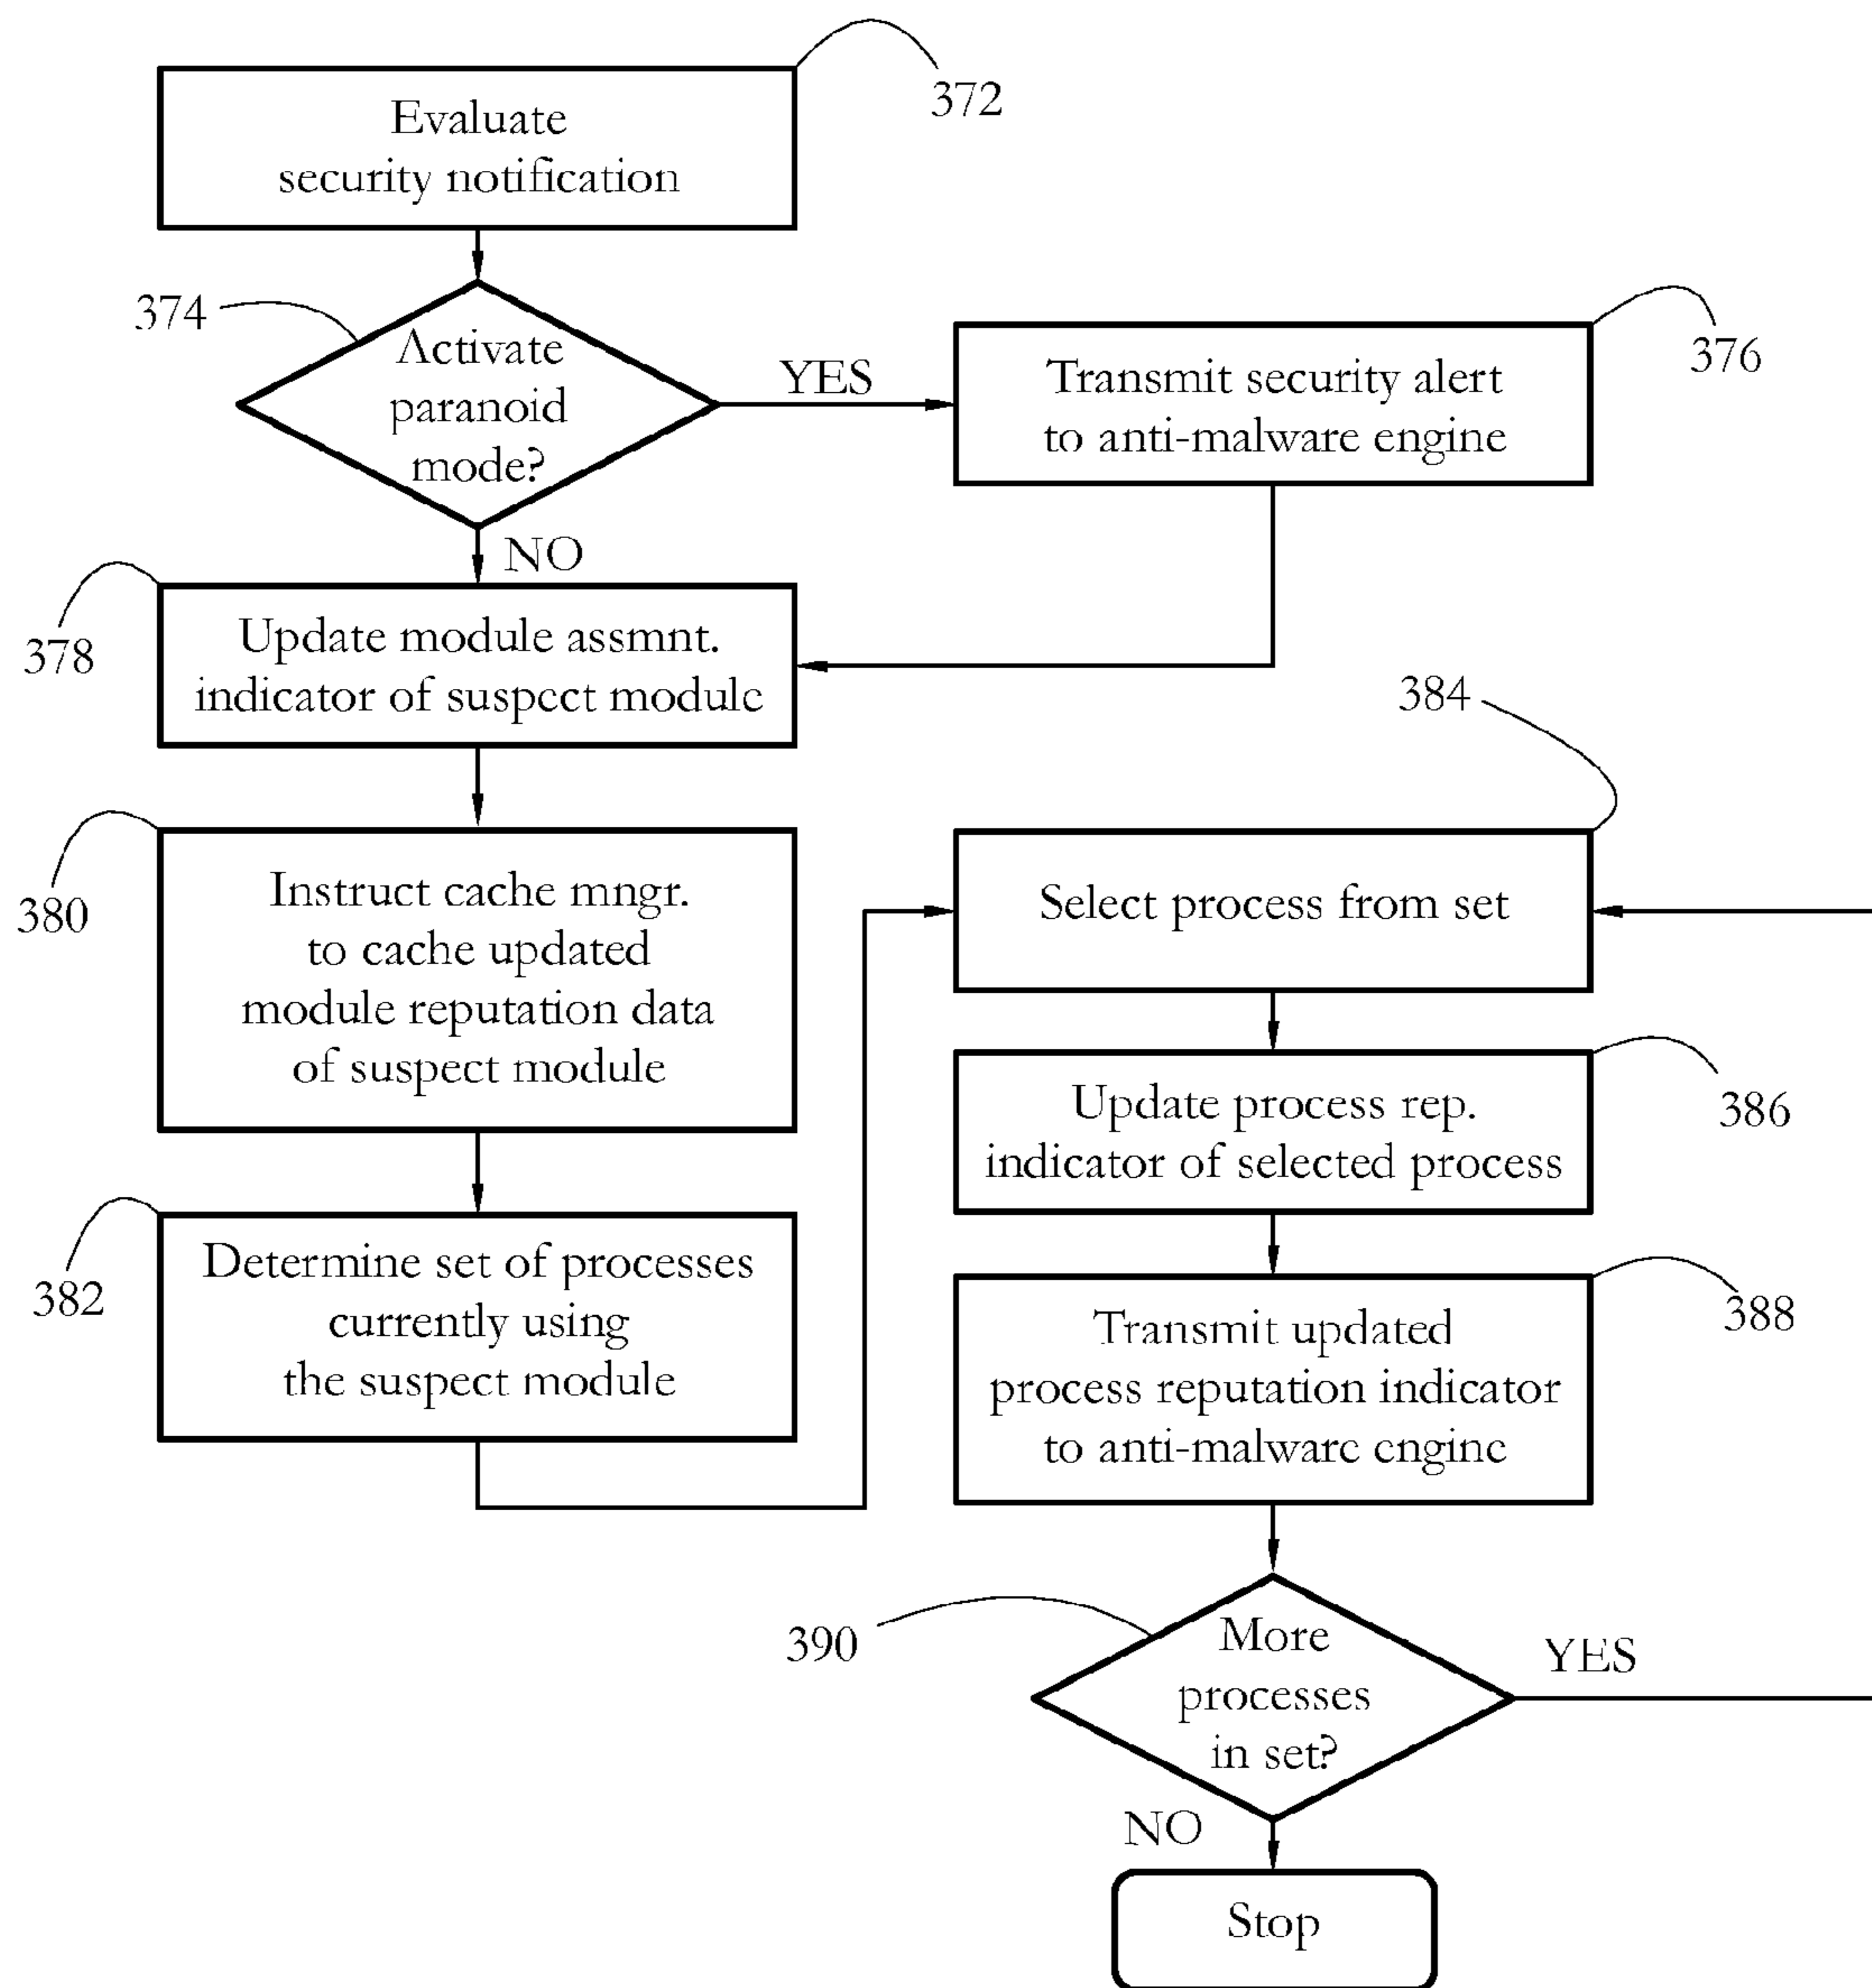 372
Evaluate
security notification
374
Activate
paranoid
mode?
YES
376
Transmit security alert
to anti-malware engine
NO
378
Update module assmnt.
indicator of suspect module
380
Instruct cache mngr.
to cache updated
module reputation data
of suspect module
382
Determine set of processes
currently using
the suspect module
384
Select process from set
386
Update process rep.
indicator of selected process
388
Transmit updated
process reputation indicator
to anti-malware engine
390
More
processes
in set?
YES
NO
Stop